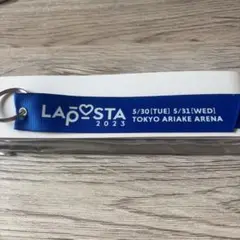 LAPOSTA
2023
5/30[TUE] 5/31[WED]
TOKYO ARIAKE ARENA